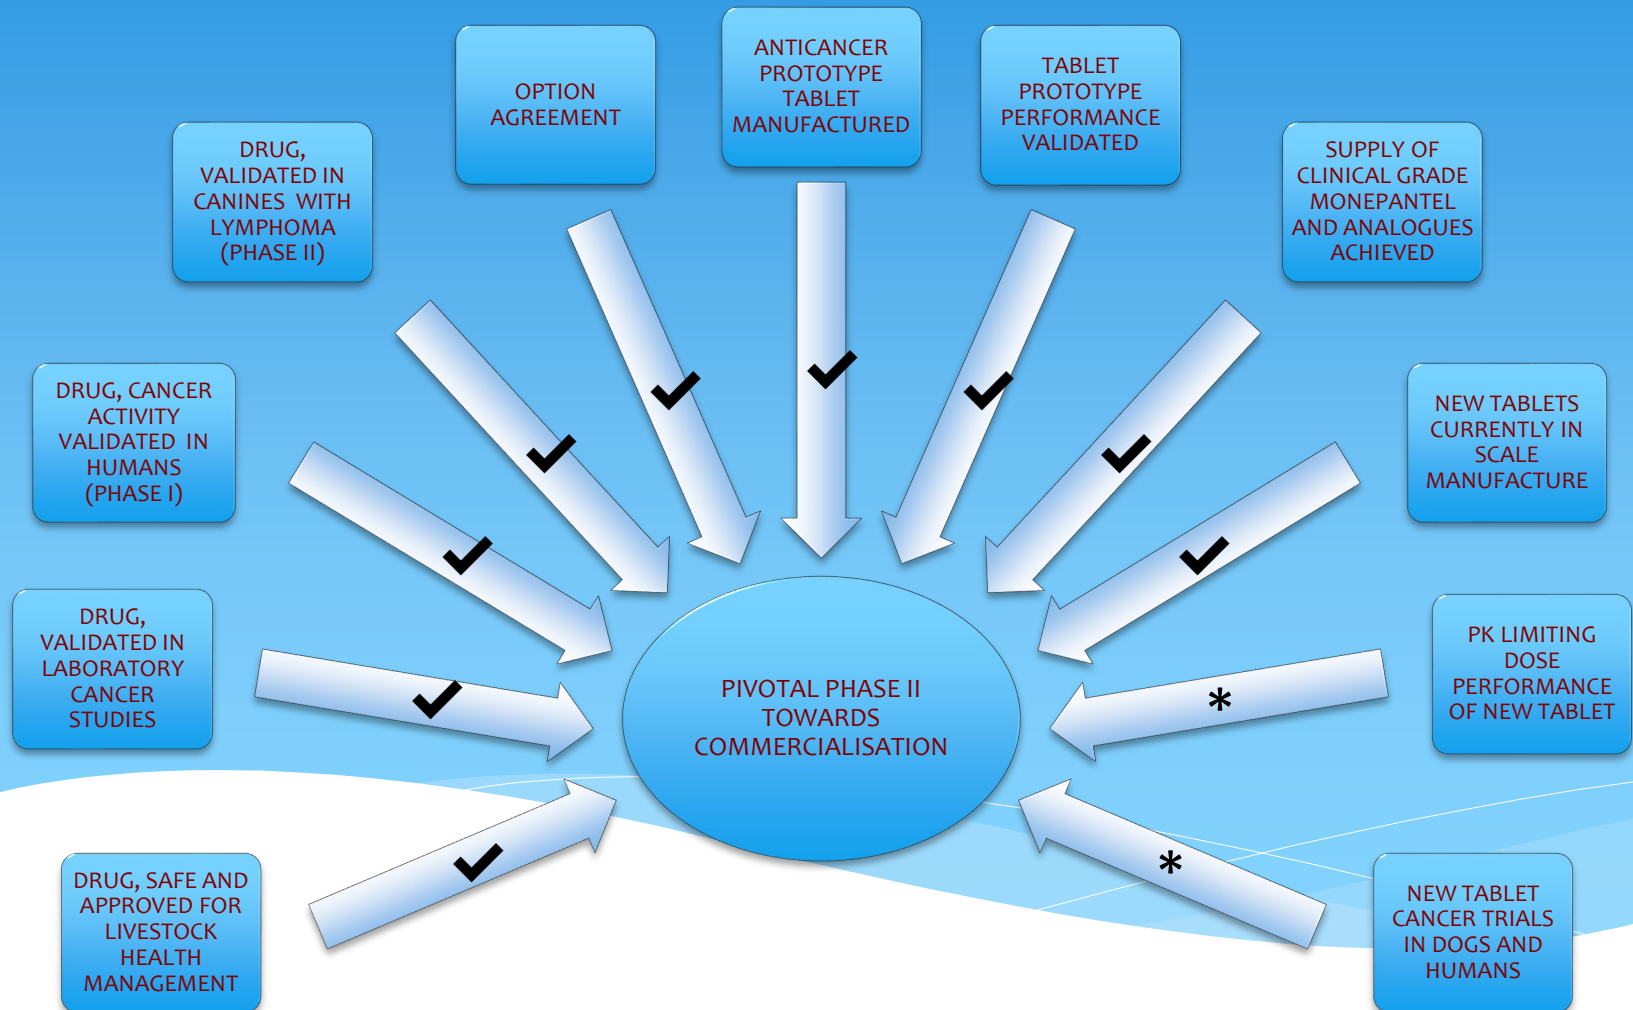 DRUG, SAFE AND
APPROVED FOR
LIVESTOCK
HEALTH
MANAGEMENT
DRUG,
VALIDATED IN
LABORATORY
CANCER
STUDIES
DRUG, CANCER
ACTIVITY
VALIDATED IN
HUMANS
(PHASE I)
DRUG,
VALIDATED IN
CANINES WITH
LYMPHOMA
(PHASE II)
OPTION
AGREEMENT
ANTICANCER
PROTOTYPE
TABLET
MANUFACTURED
TABLET
PROTOTYPE
PERFORMANCE
VALIDATED
SUPPLY OF
CLINICAL GRADE
MONEPANTEL
AND ANALOGUES
ACHIEVED
NEW TABLETS
CURRENTLY IN
SCALE
MANUFACTURE
PK LIMITING
DOSE
PERFORMANCE
OF NEW TABLET
*
NEW TABLET
CANCER TRIALS
IN DOGS AND
HUMANS
*
PIVOTAL PHASE II
TOWARDS
COMMERCIALISATION